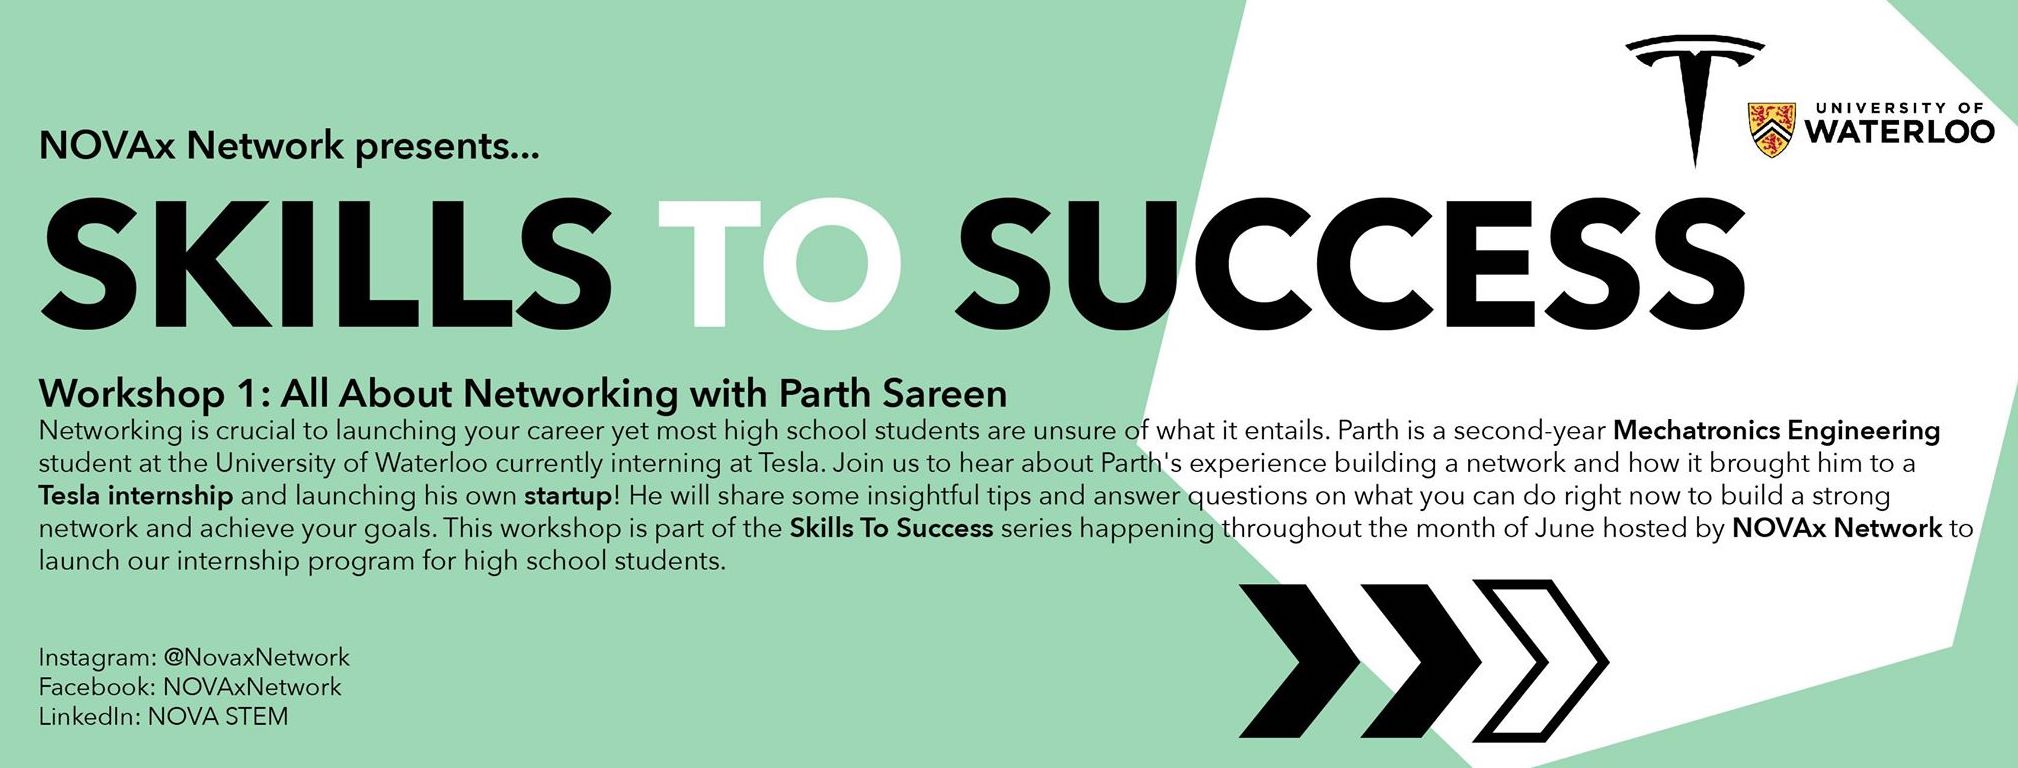 UNIVERSITY OF
WATERLOO
NOVAx Network presents...
SKILLS TO SUCCESS
Workshop 1: All About Networking with Parth Sareen
Networking is crucial to launching your career yet most high school students are unsure of what it entails. Parth is a second-year Mechatronics Engineering
student at the University of Waterloo currently interning at Tesla. Join us to hear about Parth's experience building a network and how it brought him to a
Tesla internship and launching his own startup! He will share some insightful tips and answer questions on what you can do right now to build a strong
network and achieve your goals. This workshop is part of the Skills To Success series happening throughout the month of June hosted by NOVAx Network to
launch our internship program for high school students.
Instagram: @NovaxNetwork
Facebook: NOVAxNetwork
LinkedIn: NOVA STEM